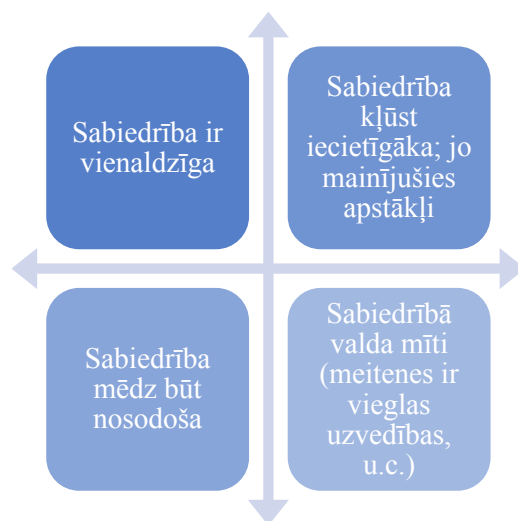 Sabiedrība ir
vienaldzīga
Sabiedrība
kļūst
iecietīgāka; jo
mainījušies
apstākļi
Sabiedrība
mēdz būt
nosodoša
Sabiedrībā
valda mīti
(meitenes ir
vieglas
uzvedības,
u.c.)